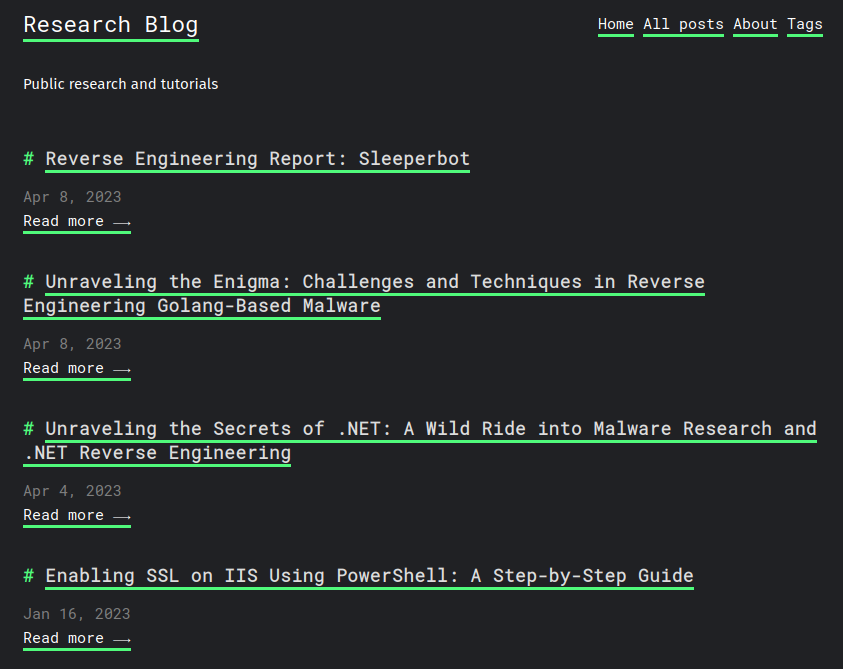 Research Blog
Home All posts About Tags
Public research and tutorials
# Reverse Engineering Report: Sleeperbot
Apr 8, 2023
Read more ⟶
# Unraveling the Enigma: Challenges and Techniques in Reverse
Engineering Golang-Based Malware
Apr 8, 2023
Read more ⟶
# Unraveling the Secrets of .NET: A Wild Ride into Malware Research and
.NET Reverse Engineering
Apr 4, 2023
Read more ⟶
# Enabling SSL on IIS Using PowerShell: A Step-by-Step Guide
Jan 16, 2023
Read more ⟶